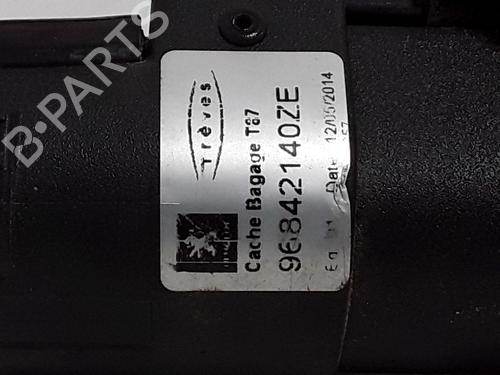 Trèves
Cache Bagage T87
96842140ZE
Date 12/05/2014
B-PARTS